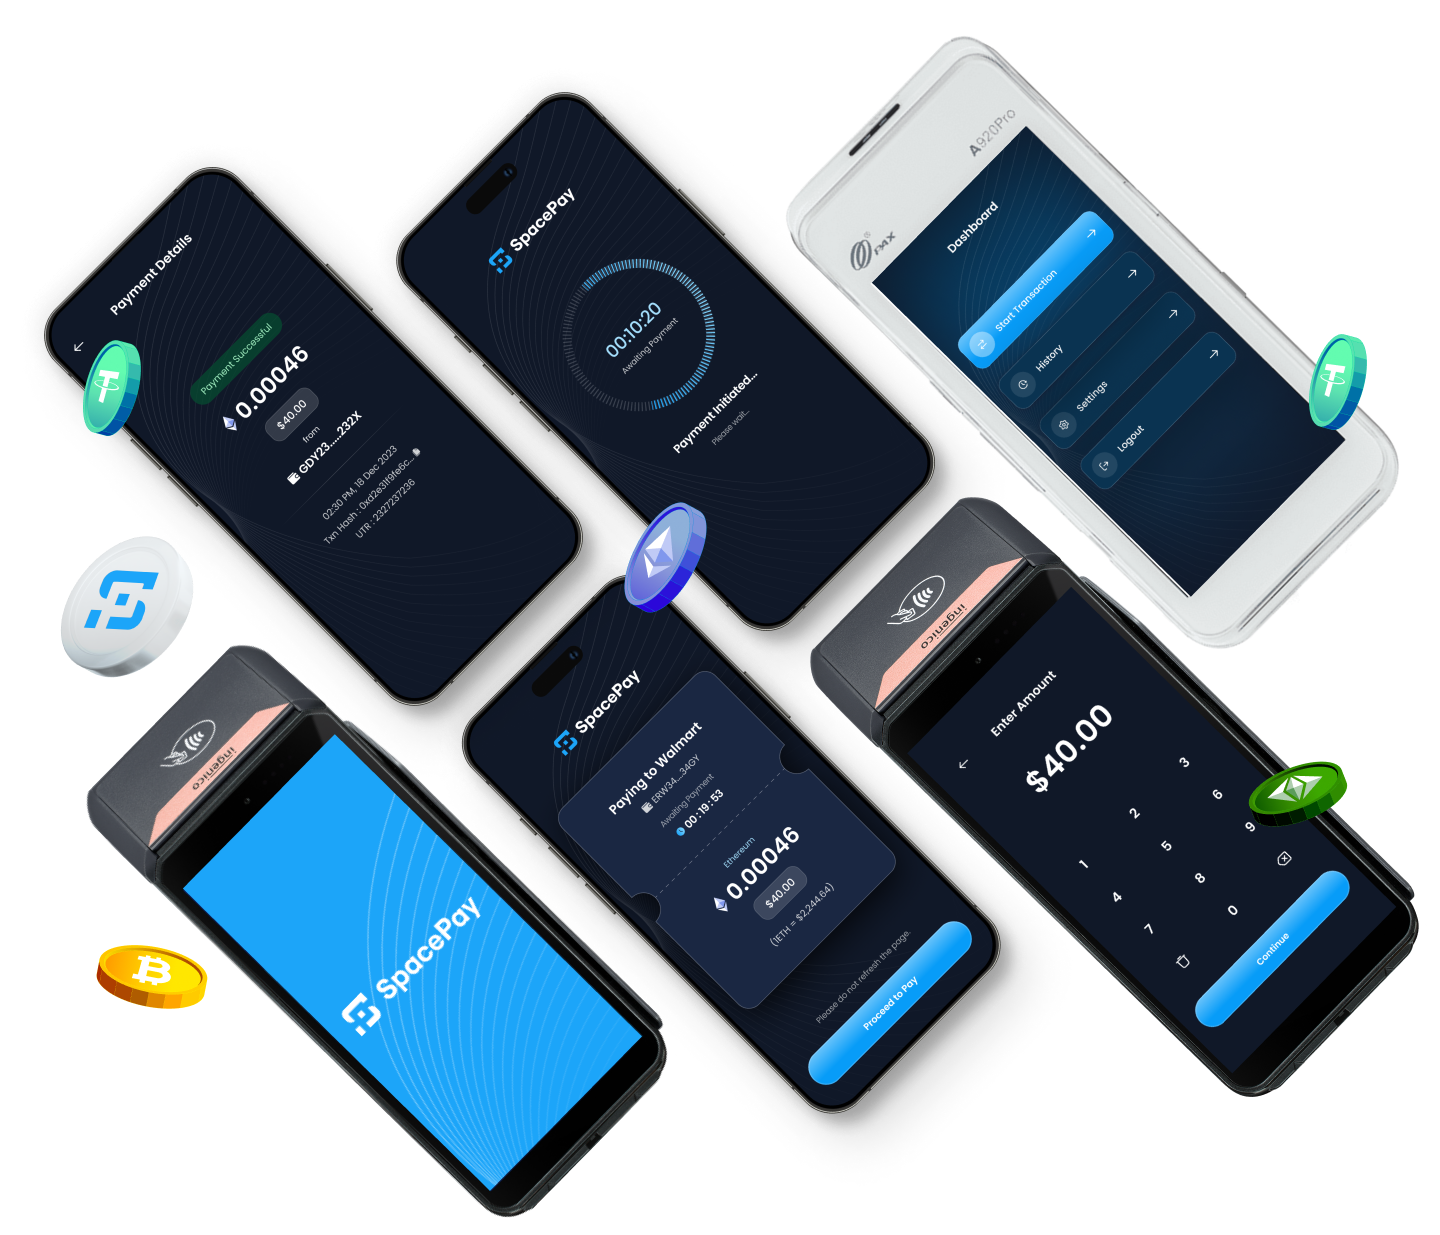 Payment Details
Payment Successful
0.00046
$40.00
from
GDY23.....232X
02:30 PM, 18 Dec 2023
Txn Hash : 0xd2e31f9fe6c...
UTR : 2327237236
SpacePay
00:10:20
Awaiting Payment
Payment Initiated...
Please wait...
A920Pro
PAX
Dashboard
Start Transaction
History
Settings
Logout
ingenico
SpacePay
SpacePay
Paying to Walmart
ERW34...34GY
Awaiting Payment
00:19:53
Ethereum
0.00046
$40.00
(1ETH = $2,244.64)
Please do not refresh the page.
Proceed to Pay
ingenico
Enter Amount
$40.00
1 2 3
4 5 6
7 8 9
0
Continue